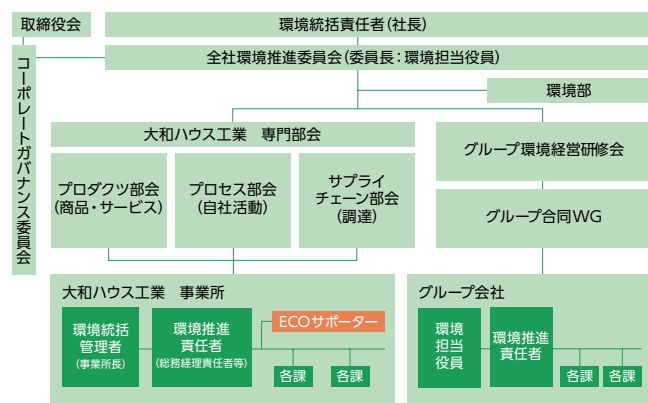 取締役会
環境統括責任者(社長)
コーポレートガバナンス委員会
全社環境推進委員会(委員長:環境担当役員)
環境部
大和ハウス工業　専門部会
プロダクツ部会
(商品・サービス)
プロセス部会
(自社活動)
サプライ
チェーン部会
(調達)
グループ環境経営研修会
グループ合同WG
大和ハウス工業　事業所
環境統括
管理者
(事業所長)
環境推進
責任者
(総務経理責任者等)
ECOサポーター
各課
各課
グループ会社
環境
担当
役員
環境推進
責任者
各課
各課